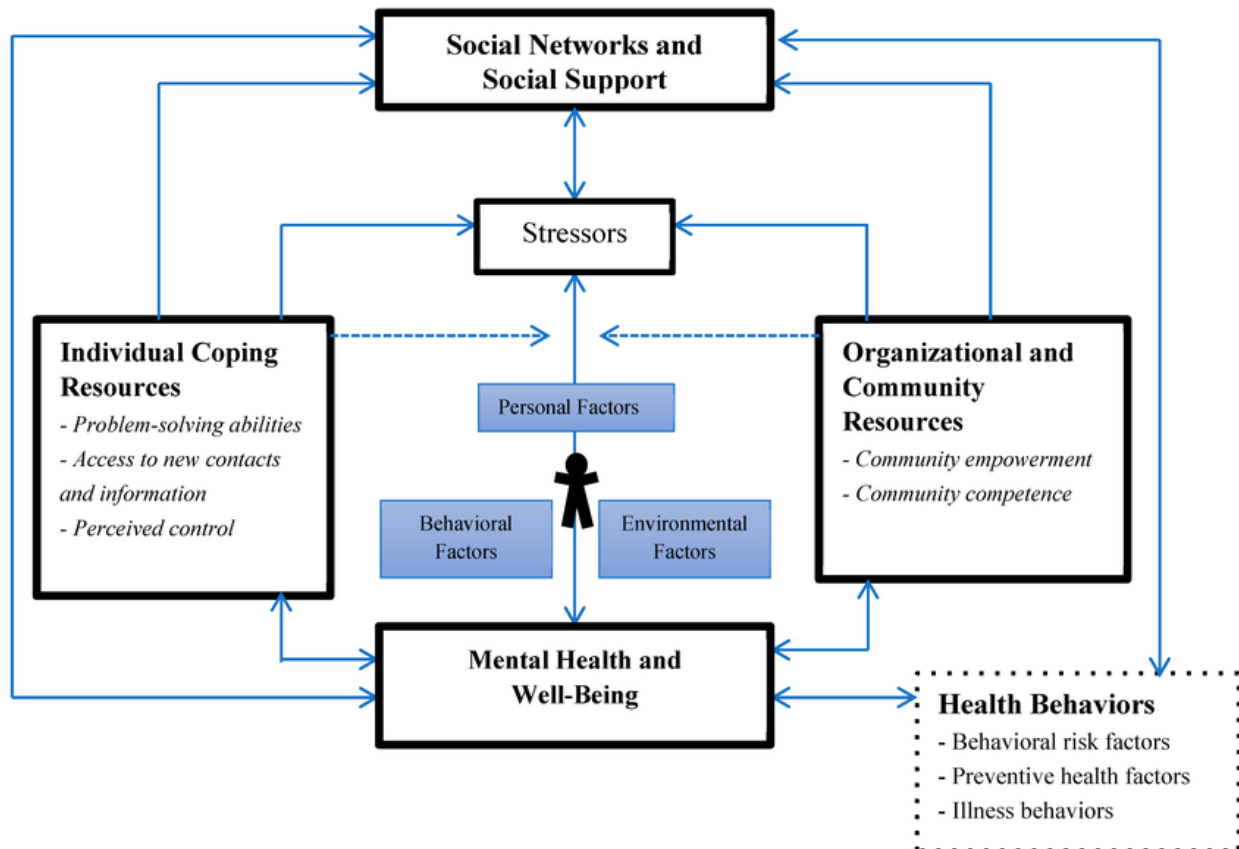 Social Networks and
Social Support
Stressors
Individual Coping
Resources
- Problem-solving abilities
- Access to new contacts
and information
- Perceived control
Organizational and
Community
Resources
- Community empowerment
- Community competence
Personal Factors
Behavioral
Factors
Environmental
Factors
Mental Health and
Well-Being
Health Behaviors
- Behavioral risk factors
- Preventive health factors
- Illness behaviors